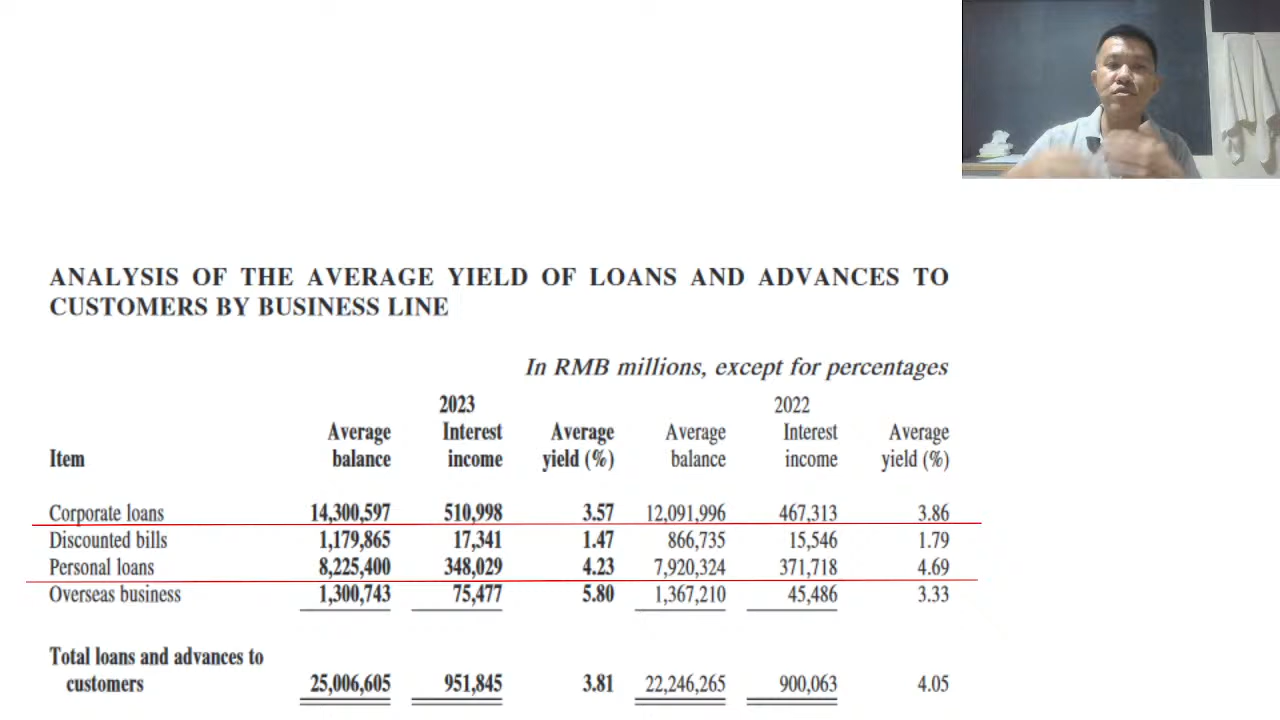 ANALYSIS OF THE AVERAGE YIELD OF LOANS AND ADVANCES TO
CUSTOMERS BY BUSINESS LINE
In RMB millions, except for percentages
2023 2022
Average Interest Average Average Interest Average
Item balance income yield (%) balance income yield (%)
Corporate loans 14,300,597 510,998 3.57 12,091,996 467,313 3.86
Discounted bills 1,179,865 17,341 1.47 866,735 15,546 1.79
Personal loans 8,225,400 348,029 4.23 7,920,324 371,718 4.69
Overseas business 1,300,743 75,477 5.80 1,367,210 45,486 3.33
Total loans and advances to
customers 25,006,605 951,845 3.81 22,246,265 900,063 4.05